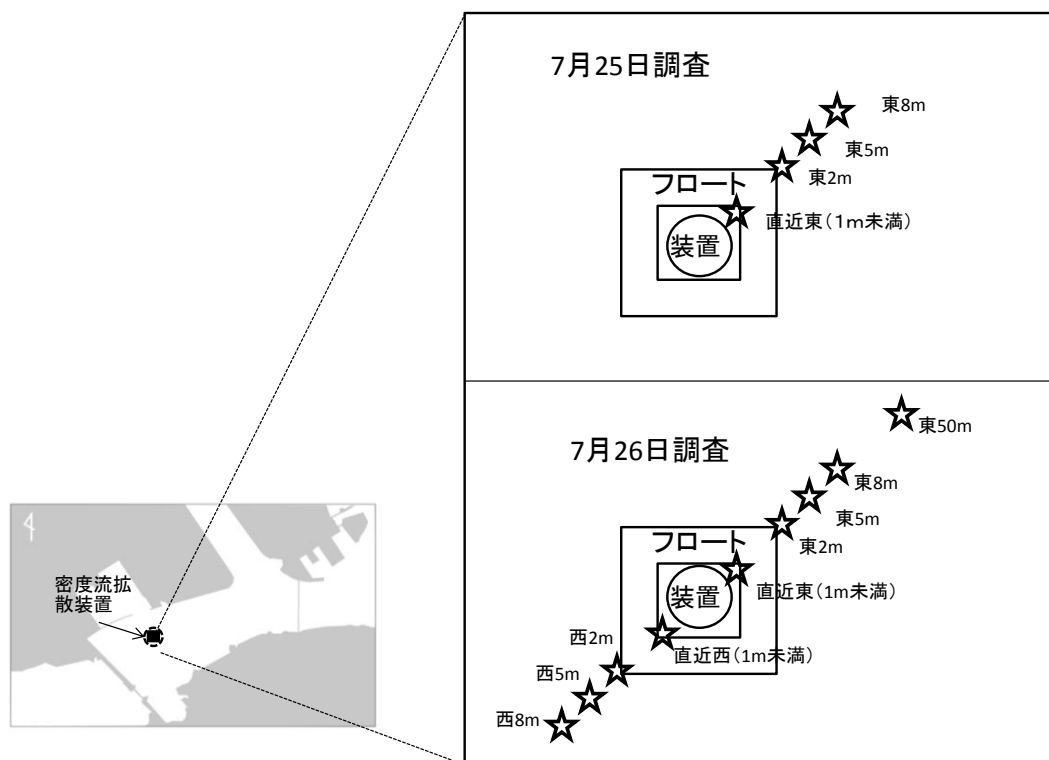 7月25日調査
東8m
東5m
東2m
フロート
直近東(1m未満)
装置
7月26日調査
東50m
東8m
東5m
東2m
フロート
直近東(1m未満)
装置
直近西(1m未満)
西2m
西5m
西8m
密度流拡
散装置